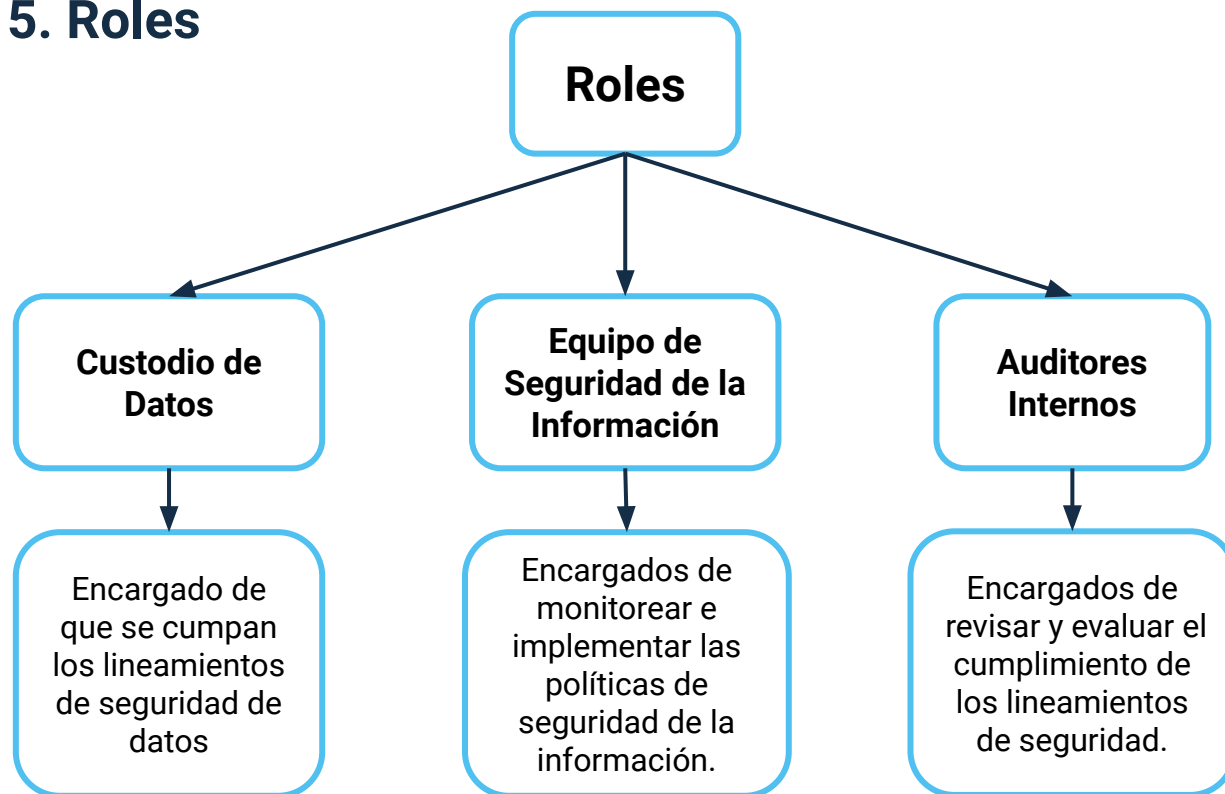 5. Roles
Roles
Custodio de
Datos
Equipo de
Seguridad de la
Información
Auditores
Internos
Encargado de
que se cumpan
los lineamientos
de seguridad de
datos
Encargados de
monitorear e
implementar las
políticas de
seguridad de la
información.
Encargados de
revisar y evaluar el
cumplimiento de
los lineamientos
de seguridad.